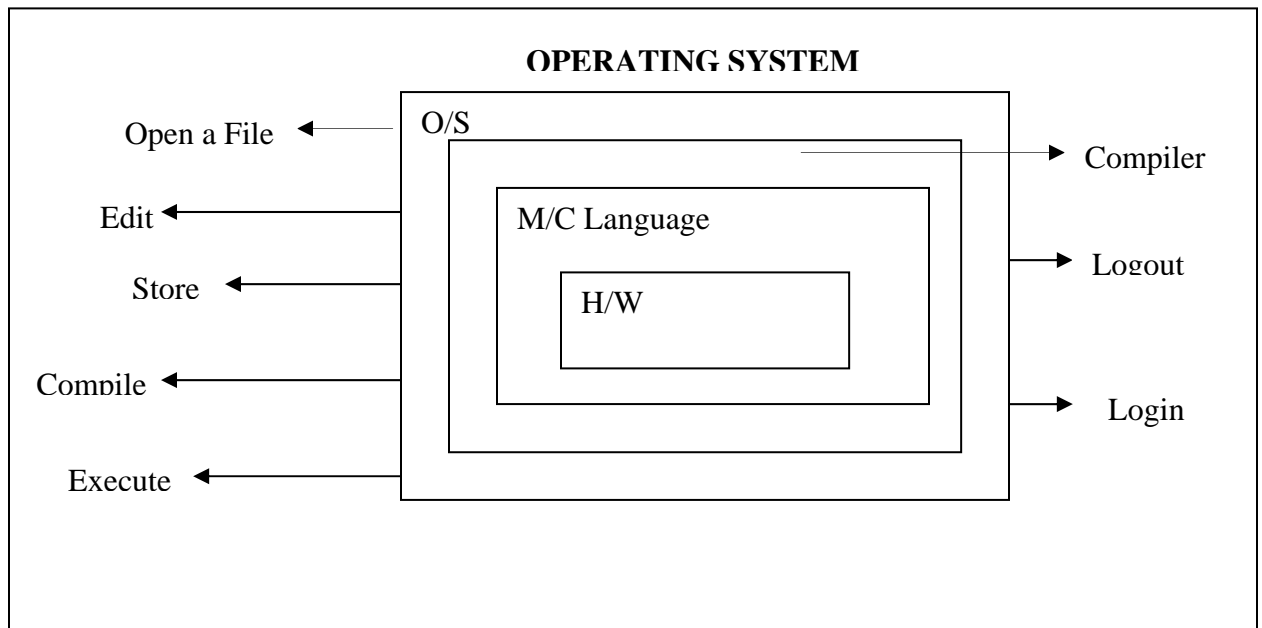 OPERATING SYSTEM
O/S
Open a File
Compiler
Edit
M/C Language
Logout
Store
H/W
Compile
Login
Execute